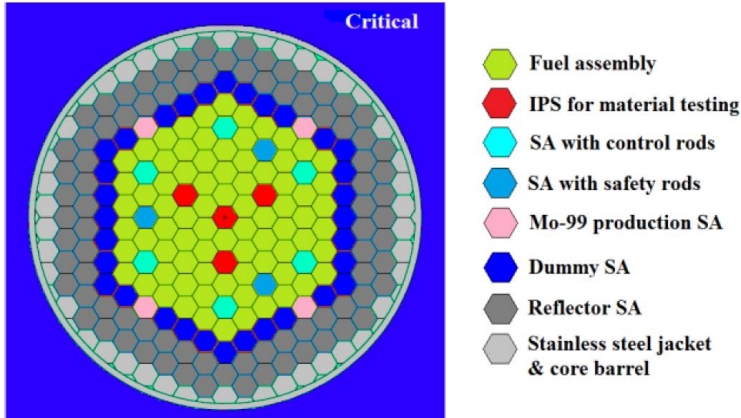 Critical
Fuel assembly
IPS for material testing
SA with control rods
SA with safety rods
Mo-99 production SA
Dummy SA
Reflector SA
Stainless steel jacket
& core barrel